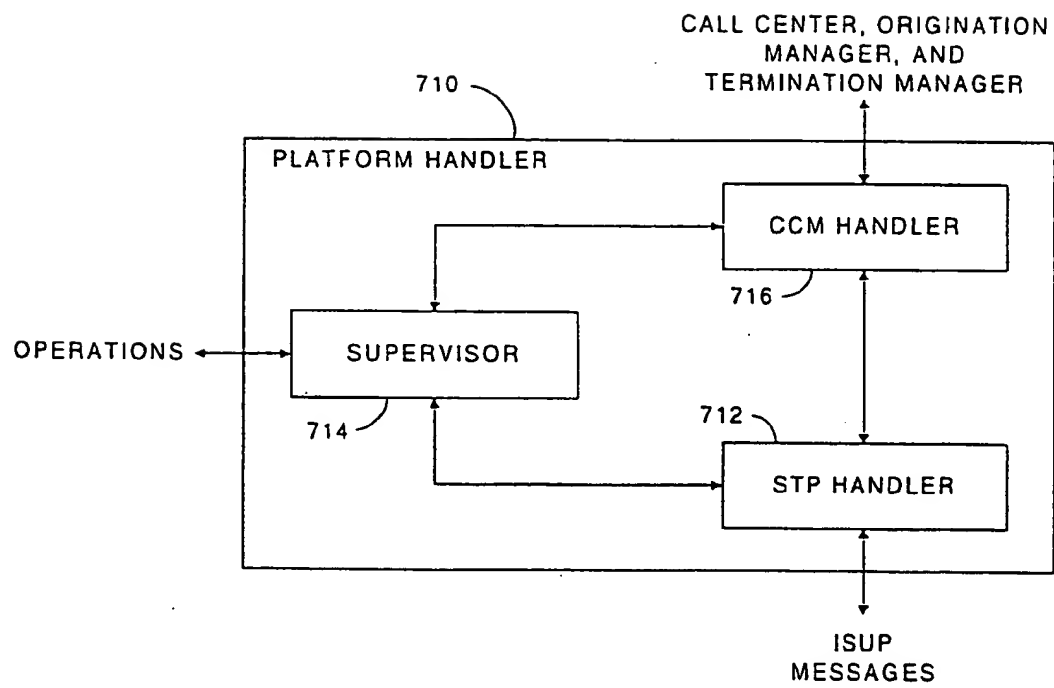 CALL CENTER, ORIGINATION
MANAGER, AND
TERMINATION MANAGER
710
PLATFORM HANDLER
CCM HANDLER
716
OPERATIONS
SUPERVISOR
714
712
STP HANDLER
ISUP
MESSAGES